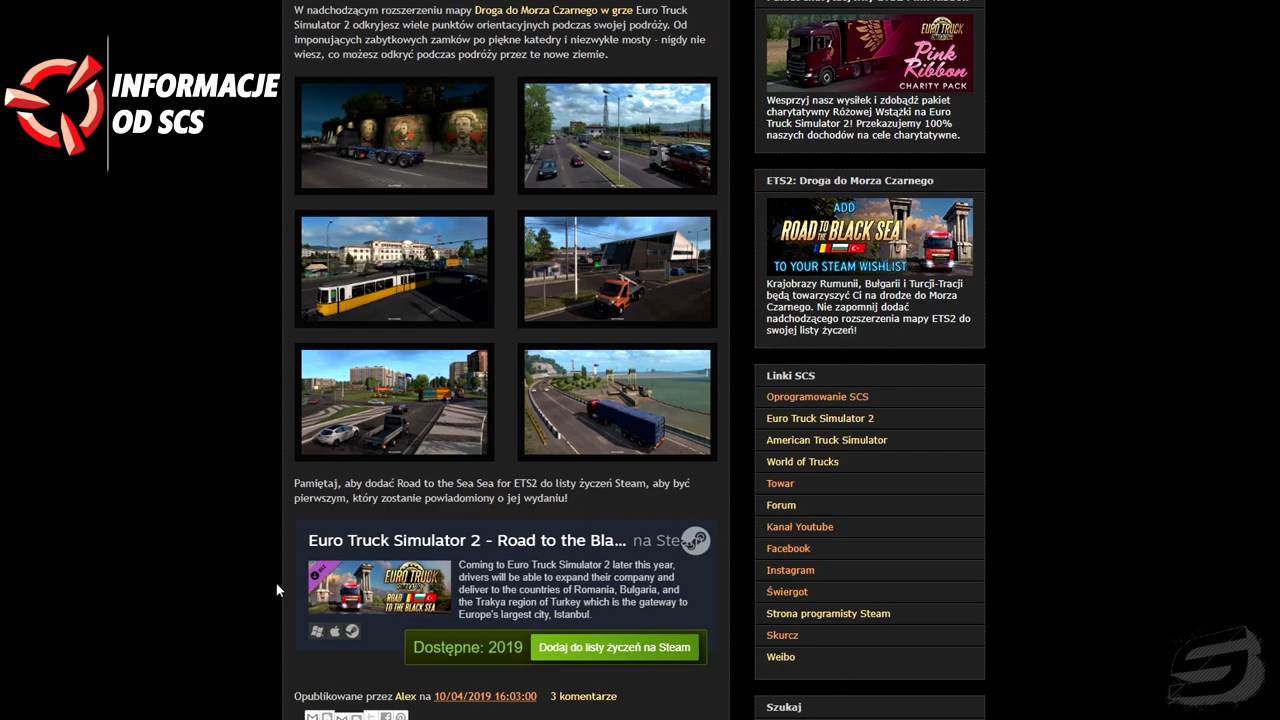 INFORMACJE
OD SCS
W nadchodzącym rozszerzeniu mapy Droga do Morza Czarnego w grze Euro Truck
Simulator 2 odkryjesz wiele punktów orientacyjnych podczas swojej podróży. Od
imponujących zabytkowych zamków po piękne katedry i niezwykłe mosty - nigdy nie
wiesz, co możesz odkryć podczas podróży przez te nowe ziemie.
Pamiętaj, aby dodać Road to the Sea Sea for ETS2 do listy życzeń Steam, aby być
pierwszym, który zostanie powiadomiony o jej wydaniu!
Euro Truck Simulator 2 - Road to the Bla... na Steam
DLC
EURO TRUCK
ROAD
TO THE BLACK SEA
Coming to Euro Truck Simulator 2 later this year,
drivers will be able to expand their company and
deliver to the countries of Romania, Bulgaria, and
the Trakya region of Turkey which is the gateway to
Europe's largest city, Istanbul.
Dostępne: 2019
Dodaj do listy życzeń na Steam
Opublikowane przez Alex na 10/04/2019 16:03:00 3 komentarze
EURO TRUCK
Pink
Ribbon
CHARITY PACK
Wesprzyj nasz wysiłek i zdobądź pakiet
charytatywny Różowej Wstążki na Euro
Truck Simulator 2! Przekazujemy 100%
naszych dochodów na cele charytatywne.
ETS2: Droga do Morza Czarnego
ADD
ROAD TO THE BLACK SEA
TO YOUR STEAM WISHLIST
Krajobrazy Rumunii, Bułgarii i Turcji-Tracji
będą towarzyszyć Ci na drodze do Morza
Czarnego. Nie zapomnij dodać
nadchodzącego rozszerzenia mapy ETS2 do
swojej listy życzeń!
Linki SCS
Oprogramowanie SCS
Euro Truck Simulator 2
American Truck Simulator
World of Trucks
Towar
Forum
Kanał Youtube
Facebook
Instagram
Świergot
Strona programisty Steam
Skurcz
Weibo
Szukaj